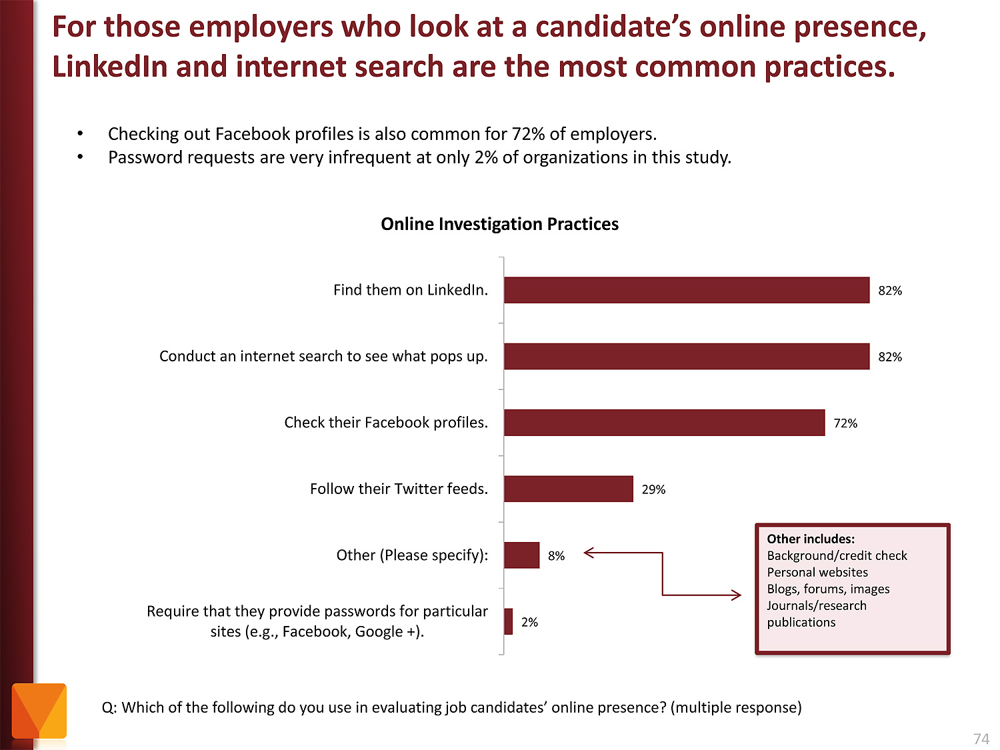 For those employers who look at a candidate’s online presence,
LinkedIn and internet search are the most common practices.
• Checking out Facebook profiles is also common for 72% of employers.
• Password requests are very infrequent at only 2% of organizations in this study.
Online Investigation Practices
Find them on LinkedIn. 82%
Conduct an internet search to see what pops up. 82%
Check their Facebook profiles. 72%
Follow their Twitter feeds. 29%
Other (Please specify): 8%
Require that they provide passwords for particular
sites (e.g., Facebook, Google +). 2%
Other includes:
Background/credit check
Personal websites
Blogs, forums, images
Journals/research
publications
Q: Which of the following do you use in evaluating job candidates’ online presence? (multiple response)
74